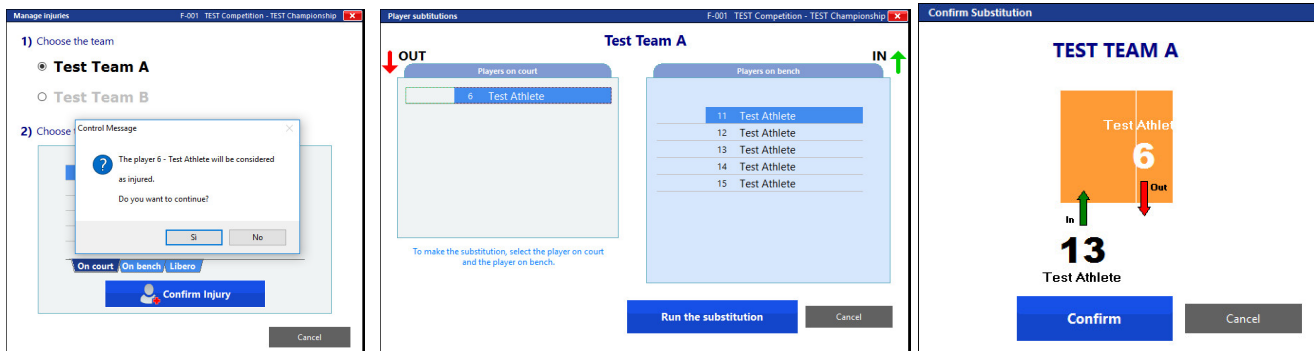 Manage injuries
F-001 TEST Competition - TEST Championship
1) Choose the team
Test Team A
Test Team B
2) Choose
Control Message
The player 6 - Test Athlete will be considered
as injured.
Do you want to continue?
Si
No
On court
On bench
Libero
Confirm Injury
Cancel
Player subtitutions
F-001 TEST Competition - TEST Championship
Test Team A
OUT
IN
Players on court
Players on bench
6 Test Athlete
11 Test Athlete
12 Test Athlete
13 Test Athlete
14 Test Athlete
15 Test Athlete
To make the substitution, select the player on court
and the player on bench.
Run the substitution
Cancel
Confirm Substitution
TEST TEAM A
Test Athlet
6
Out
In
13
Test Athlete
Confirm
Cancel